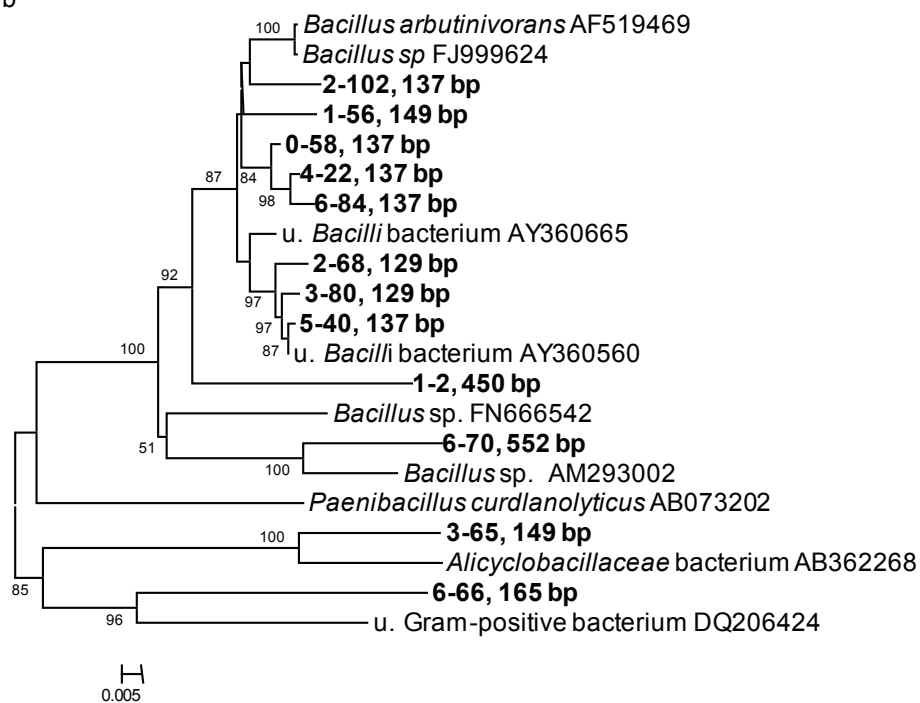 b
100
Bacillus arbutinivorans AF519469
Bacillus sp FJ999624
2-102, 137 bp
1-56, 149 bp
0-58, 137 bp
87
84
4-22, 137 bp
98
6-84, 137 bp
u. Bacilli bacterium AY360665
2-68, 129 bp
92
97
3-80, 129 bp
97
5-40, 137 bp
100
87
u. Bacilli bacterium AY360560
1-2, 450 bp
Bacillus sp. FN666542
51
6-70, 552 bp
100
Bacillus sp. AM293002
Paenibacillus curdlanolyticus AB073202
100
3-65, 149 bp
Alicyclobacillaceae bacterium AB362268
85
6-66, 165 bp
96
u. Gram-positive bacterium DQ206424
0.005